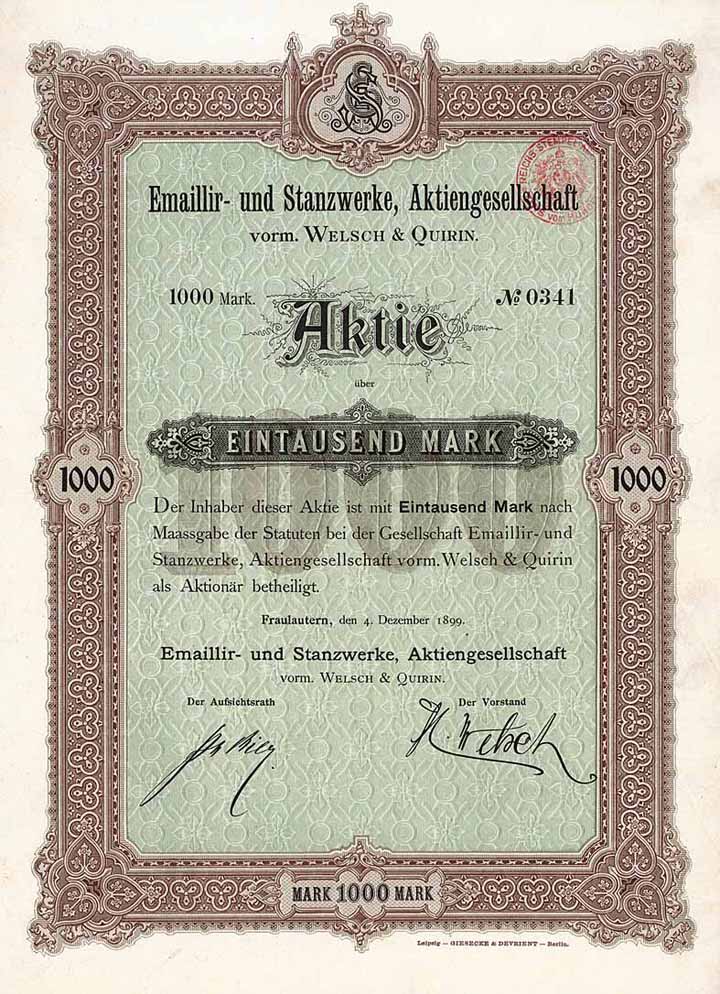 Emaillir- und Stanzwerke, Aktiengesellschaft
vorm. WELSCH & QUIRIN.
1000 Mark.
№ 0341
Aktie
über
EINTAUSEND MARK
1000
1000
Der Inhaber dieser Aktie ist mit Eintausend Mark nach
Maassgabe der Statuten bei der Gesellschaft Emaillir- und
Stanzwerke, Aktiengesellschaft vorm. Welsch & Quirin
als Aktionär betheiligt.
Fraulautern, den 4. Dezember 1899.
Emaillir- und Stanzwerke, Aktiengesellschaft
vorm. WELSCH & QUIRIN.
Der Aufsichtsrath
Der Vorstand
H. Welsch
MARK 1000 MARK
Leipzig — GIESECKE & DEVRIENT — Berlin.